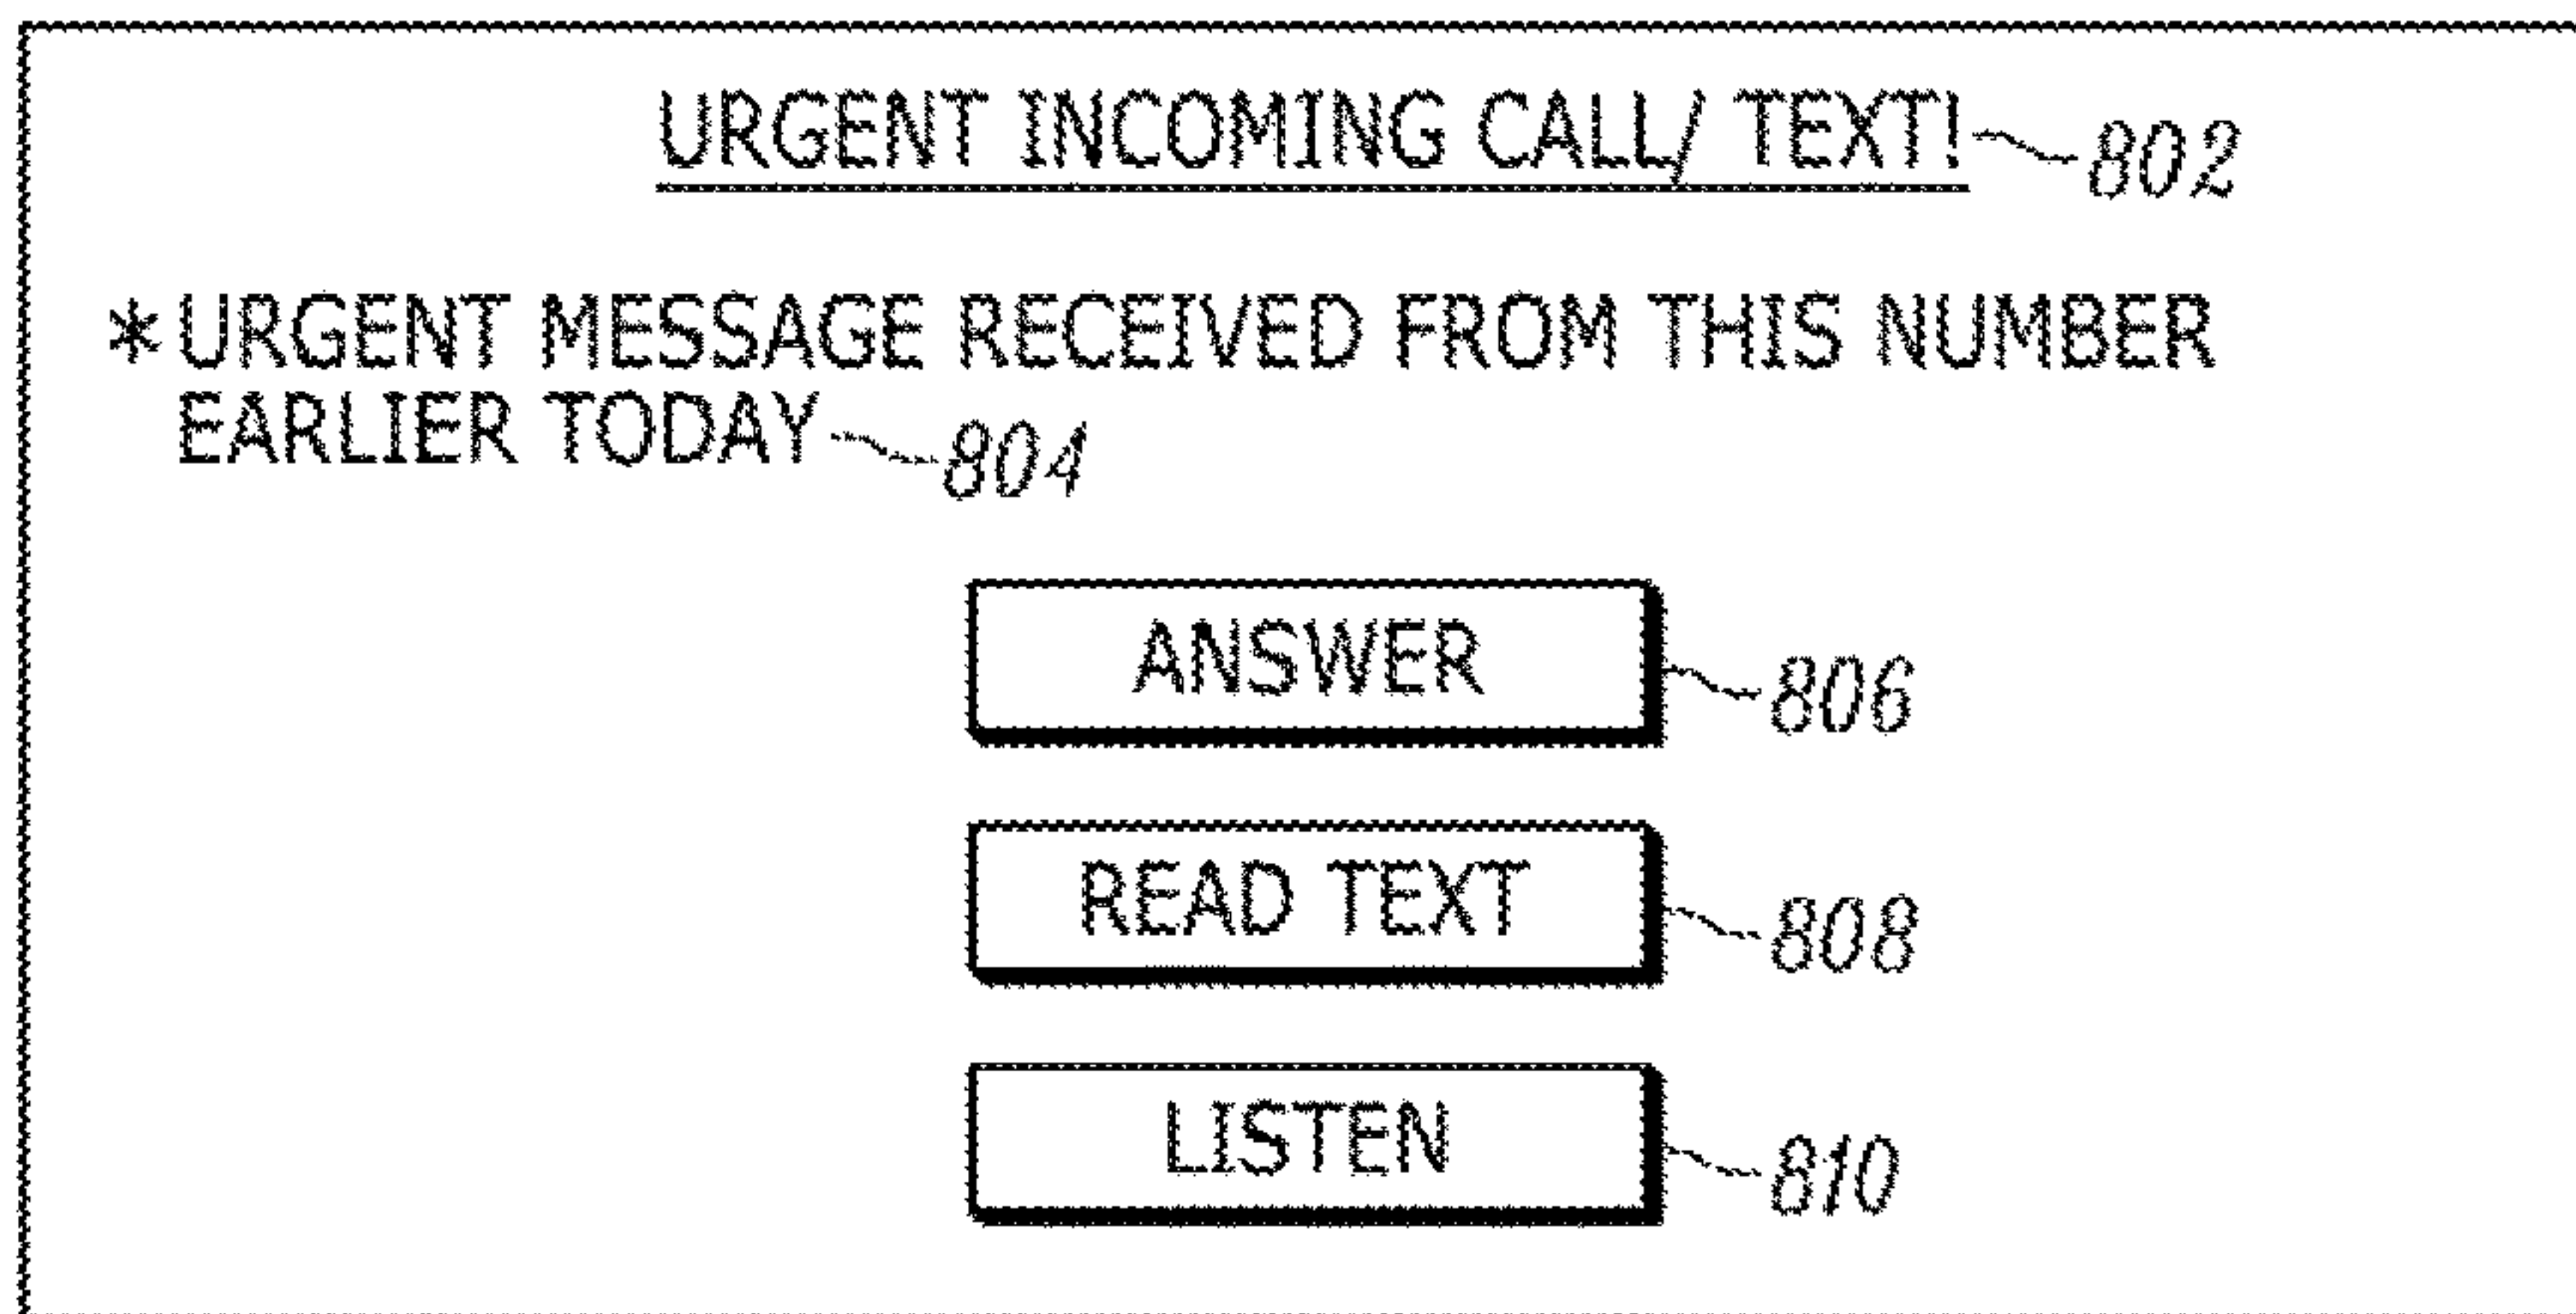 URGENT INCOMING CALL/ TEXT! 802
* URGENT MESSAGE RECEIVED FROM THIS NUMBER
EARLIER TODAY 804
ANSWER 806
READ TEXT 808
LISTEN 810